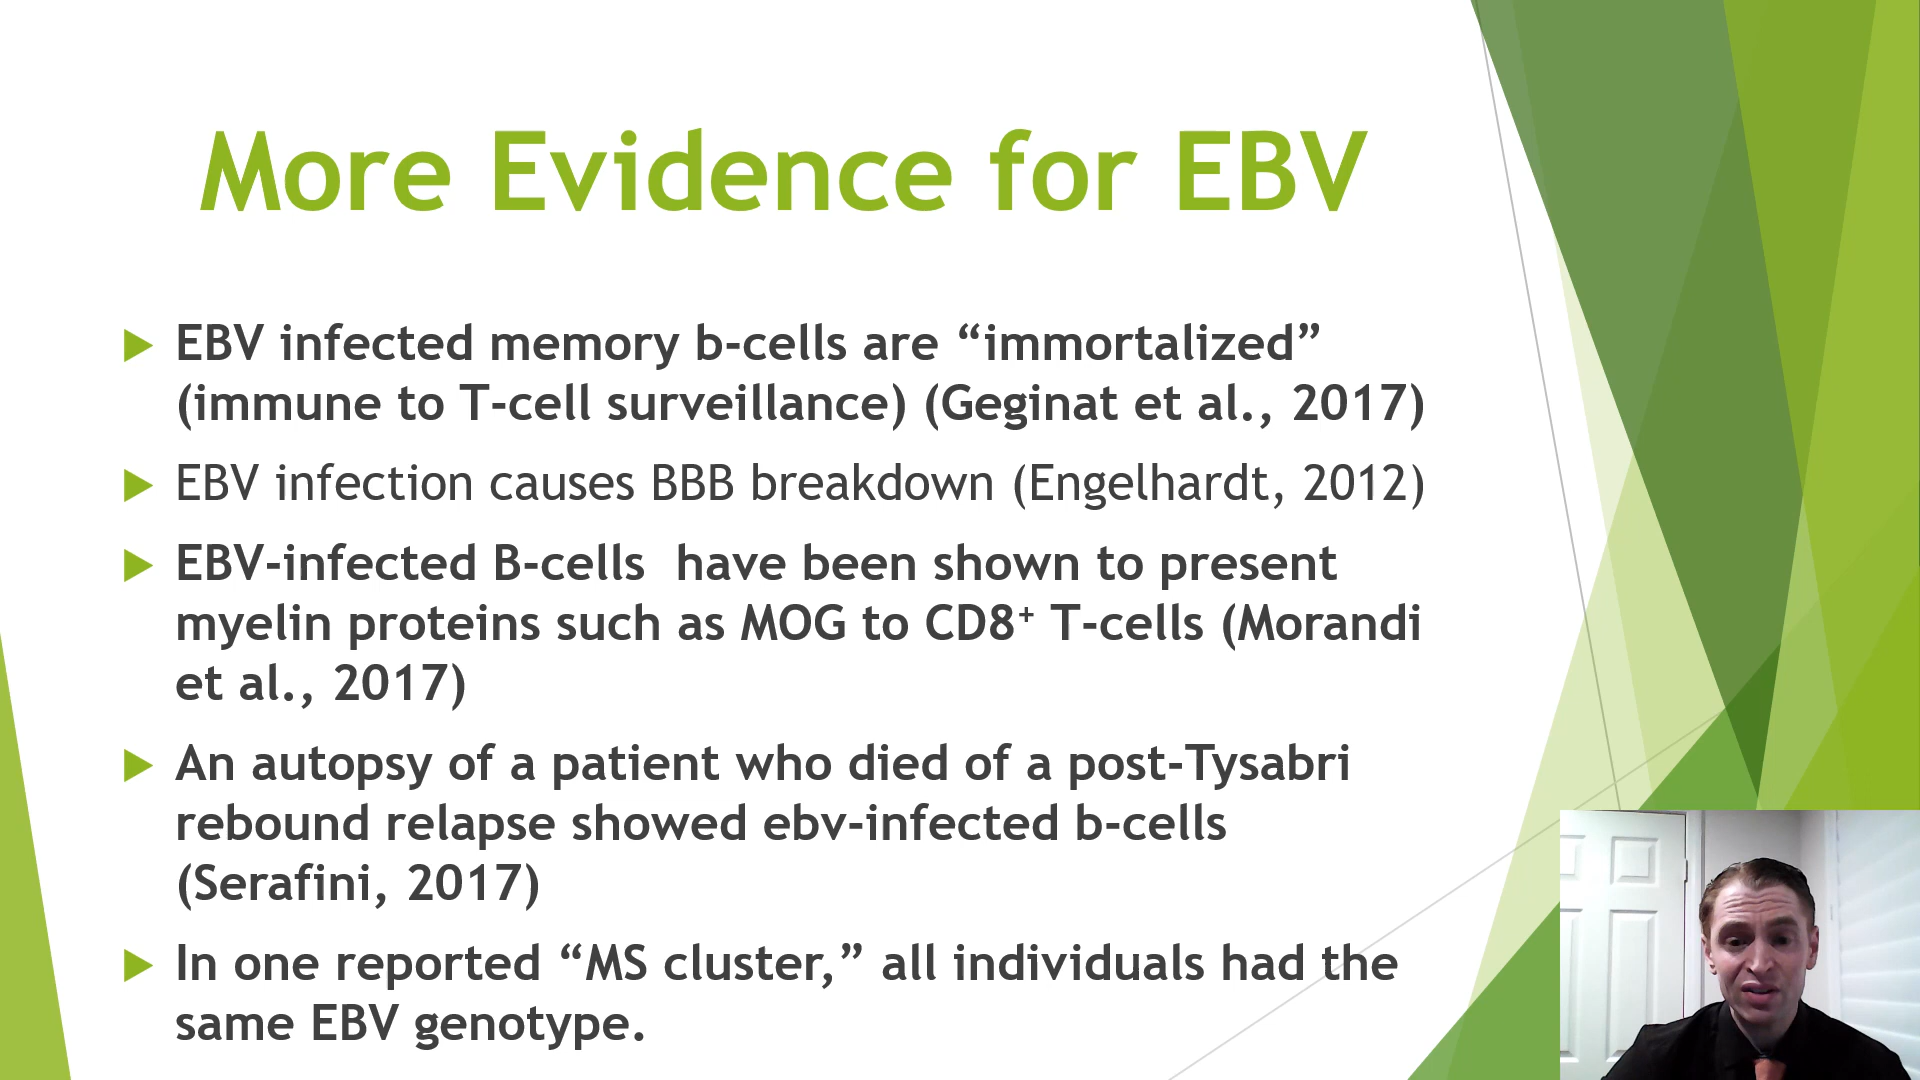 More Evidence for EBV
EBV infected memory b-cells are “immortalized”
(immune to T-cell surveillance) (Geginat et al., 2017)
EBV infection causes BBB breakdown (Engelhardt, 2012)
EBV-infected B-cells  have been shown to present
myelin proteins such as MOG to CD8⁺ T-cells (Morandi
et al., 2017)
An autopsy of a patient who died of a post-Tysabri
rebound relapse showed ebv-infected b-cells
(Serafini, 2017)
In one reported “MS cluster,” all individuals had the
same EBV genotype.